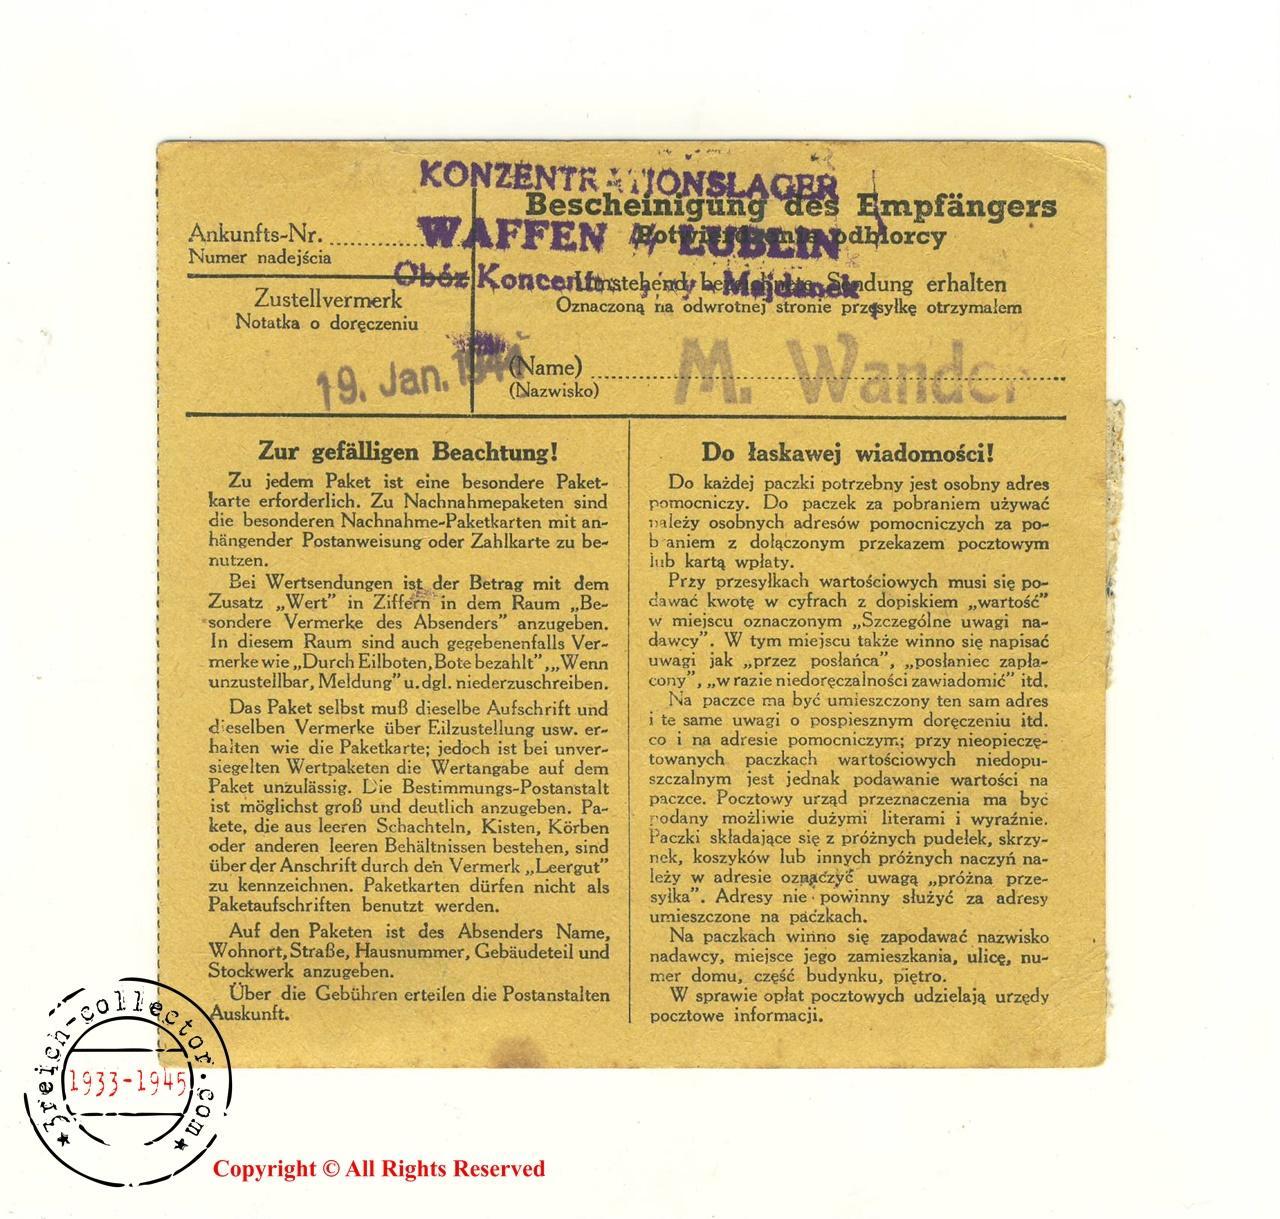 KONZENTRATIONSLAGER
Bescheinigung des Empfängers
WAFFEN LUBLIN
Potwierdzenie odbiorcy
Ankunfts-Nr.
Numer nadejścia
Obóz Majdanek
Umstehend bezeichnete Sendung erhalten
Oznaczoną na odwrotnej stronie przesyłkę otrzymałem
Zustellvermerk
Notatka o doręczeniu
19. Jan. 1944
(Name)
(Nazwisko)
M. Wander
Zur gefälligen Beachtung!
Zu jedem Paket ist eine besondere Paket-
karte erforderlich. Zu Nachnahmepaketen sind
die besonderen Nachnahme-Paketkarten mit an-
hängender Postanweisung oder Zahlkarte zu be-
nutzen.
Bei Wertsendungen ist der Betrag mit dem
Zusatz „Wert" in Ziffern in dem Raum „Be-
sondere Vermerke des Absenders" anzugeben.
In diesem Raum sind auch gegebenenfalls Ver-
merke wie „Durch Eilboten, Bote bezahlt",„Wenn
unzustellbar, Meldung" u. dgl. niederzuschreiben.
Das Paket selbst muß dieselbe Aufschrift und
dieselben Vermerke über Eilzustellung usw. er-
halten wie die Paketkarte; jedoch ist bei unver-
siegelten Wertpaketen die Wertangabe auf dem
Paket unzulässig. Die Bestimmungs-Postanstalt
ist möglichst groß und deutlich anzugeben. Pa-
kete, die aus leeren Schachteln, Kisten, Körben
oder anderen leeren Behältnissen bestehen, sind
über der Anschrift durch den Vermerk „Leergut"
zu kennzeichnen. Paketkarten dürfen nicht als
Paketaufschriften benutzt werden.
Auf den Paketen ist des Absenders Name,
Wohnort, Straße, Hausnummer, Gebäudeteil und
Stockwerk anzugeben.
Über die Gebühren erteilen die Postanstalten
Auskunft.
Do łaskawej wiadomości!
Do każdej paczki potrzebny jest osobny adres
pomocniczy. Do paczek za pobraniem używać
należy osobnych adresów pomocniczych za po-
braniem z dołączonym przekazem pocztowym
lub kartą wpłaty.
Przy przesyłkach wartościowych musi się po-
dawać kwotę w cyfrach z dopiskiem „wartość"
w miejscu oznaczonym „Szczególne uwagi na-
dawcy". W tym miejscu także winno się napisać
uwagi jak „przez posłańca", „posłaniec zapła-
cony", „w razie niedoręczalności zawiadomić" itd.
Na paczce ma być umieszczony ten sam adres
i te same uwagi o pospiesznym doręczeniu itd.
co i na adresie pomocniczym; przy nieopieczę-
towanych paczkach wartościowych niedopu-
szczalnym jest jednak podawanie wartości na
paczce. Pocztowy urząd przeznaczenia ma być
podany możliwie dużymi literami i wyraźnie.
Paczki składające się z próżnych pudełek, skrzy-
nek, koszyków lub innych próżnych naczyń na-
leży w adresie oznaczyć uwagą „próżna prze-
syłka". Adresy nie powinny służyć za adresy
umieszczone na paczkach.
Na paczkach winno się zapodawać nazwisko
nadawcy, miejsce jego zamieszkania, ulicę, nu-
mer domu, część budynku, piętro.
W sprawie opłat pocztowych udzielają urzędy
pocztowe informacji.
3reich-collector.com
1933-1945
Copyright © All Rights Reserved